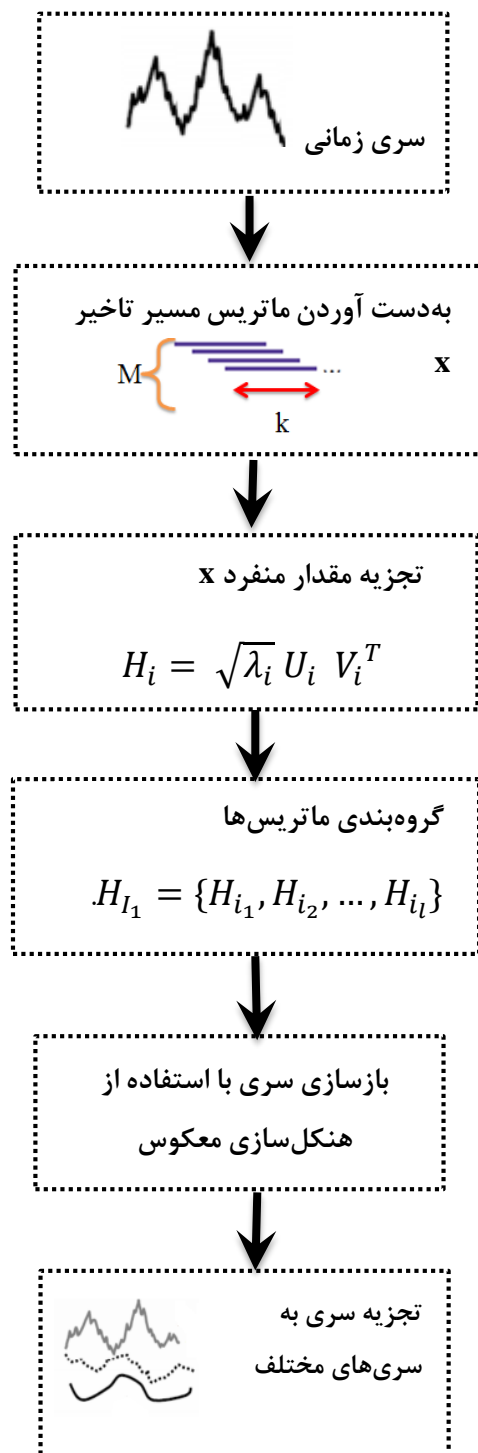 سری زمانی
به‌دست آوردن ماتریس مسیر تاخیر
x
M
...
k
تجزیه مقدار منفرد x
H_i = √λ_i U_i V_i^T
گروه‌بندی ماتریس‌ها
.H_{I_1} = {H_{i_1}, H_{i_2}, …, H_{i_l}}
بازسازی سری با استفاده از
هنکل‌سازی معکوس
تجزیه سری به
سری‌های مختلف